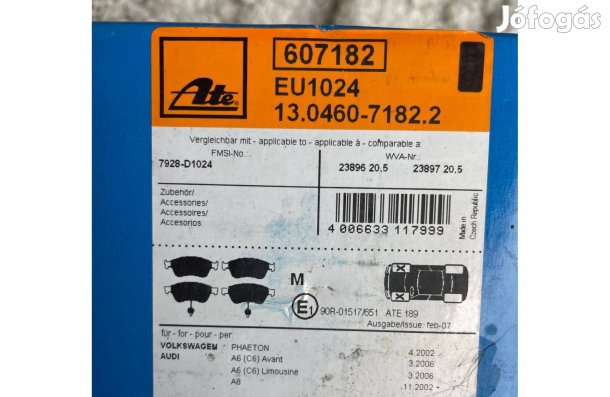 Jófogás
607182
Ate
EU1024
13.0460-7182.2
Vergleichbar mit - applicable to - applicable à - comparable a:
FMSI-No.: WVA-Nr.:
7928-D1024 23896 20,5 23897 20,5
Zubehör/
Accessories/
Accessoires/
Accesorios:
Made in
Czech Republic
4 006633 117999
M
E1 90R-01517/651 ATE 189
Ausgabe/Issue feb-07
für - for - pour - per:
VOLKSWAGEN PHAETON 4.2002 -
AUDI A6 (C6) Avant 3.2006
A6 (C6) Limousine 3.2006
A8 11.2002 -